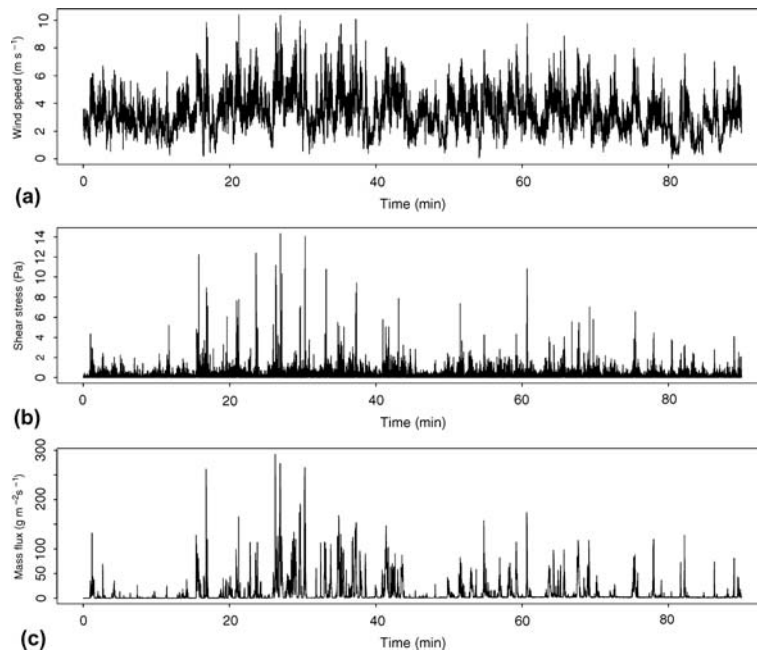 10
8
6
4
2
0
Wind speed (m s⁻¹)
0 20 40 60 80
Time (min)
(a)
14
12
10
8
6
4
2
0
Shear stress (Pa)
0 20 40 60 80
Time (min)
(b)
300
200
100
50
0
Mass flux (g m⁻²s⁻¹)
0 20 40 60 80
Time (min)
(c)